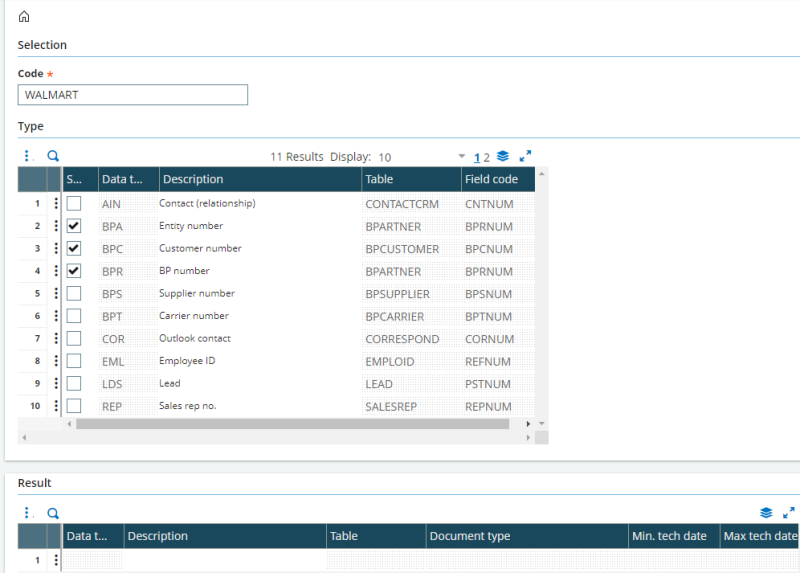 Selection
Code *
WALMART
Type
11 Results Display: 10 1 2
S... Data t... Description Table Field code
1 AIN Contact (relationship) CONTACTCRM CNTNUM
2 BPA Entity number BPARTNER BPRNUM
3 BPC Customer number BPCUSTOMER BPCNUM
4 BPR BP number BPARTNER BPRNUM
5 BPS Supplier number BPSUPPLIER BPSNUM
6 BPT Carrier number BPCARRIER BPTNUM
7 COR Outlook contact CORRESPOND CORNUM
8 EML Employee ID EMPLOID REFNUM
9 LDS Lead LEAD PSTNUM
10 REP Sales rep no. SALESREP REPNUM
Result
Data t... Description Table Document type Min. tech date Max tech date
1